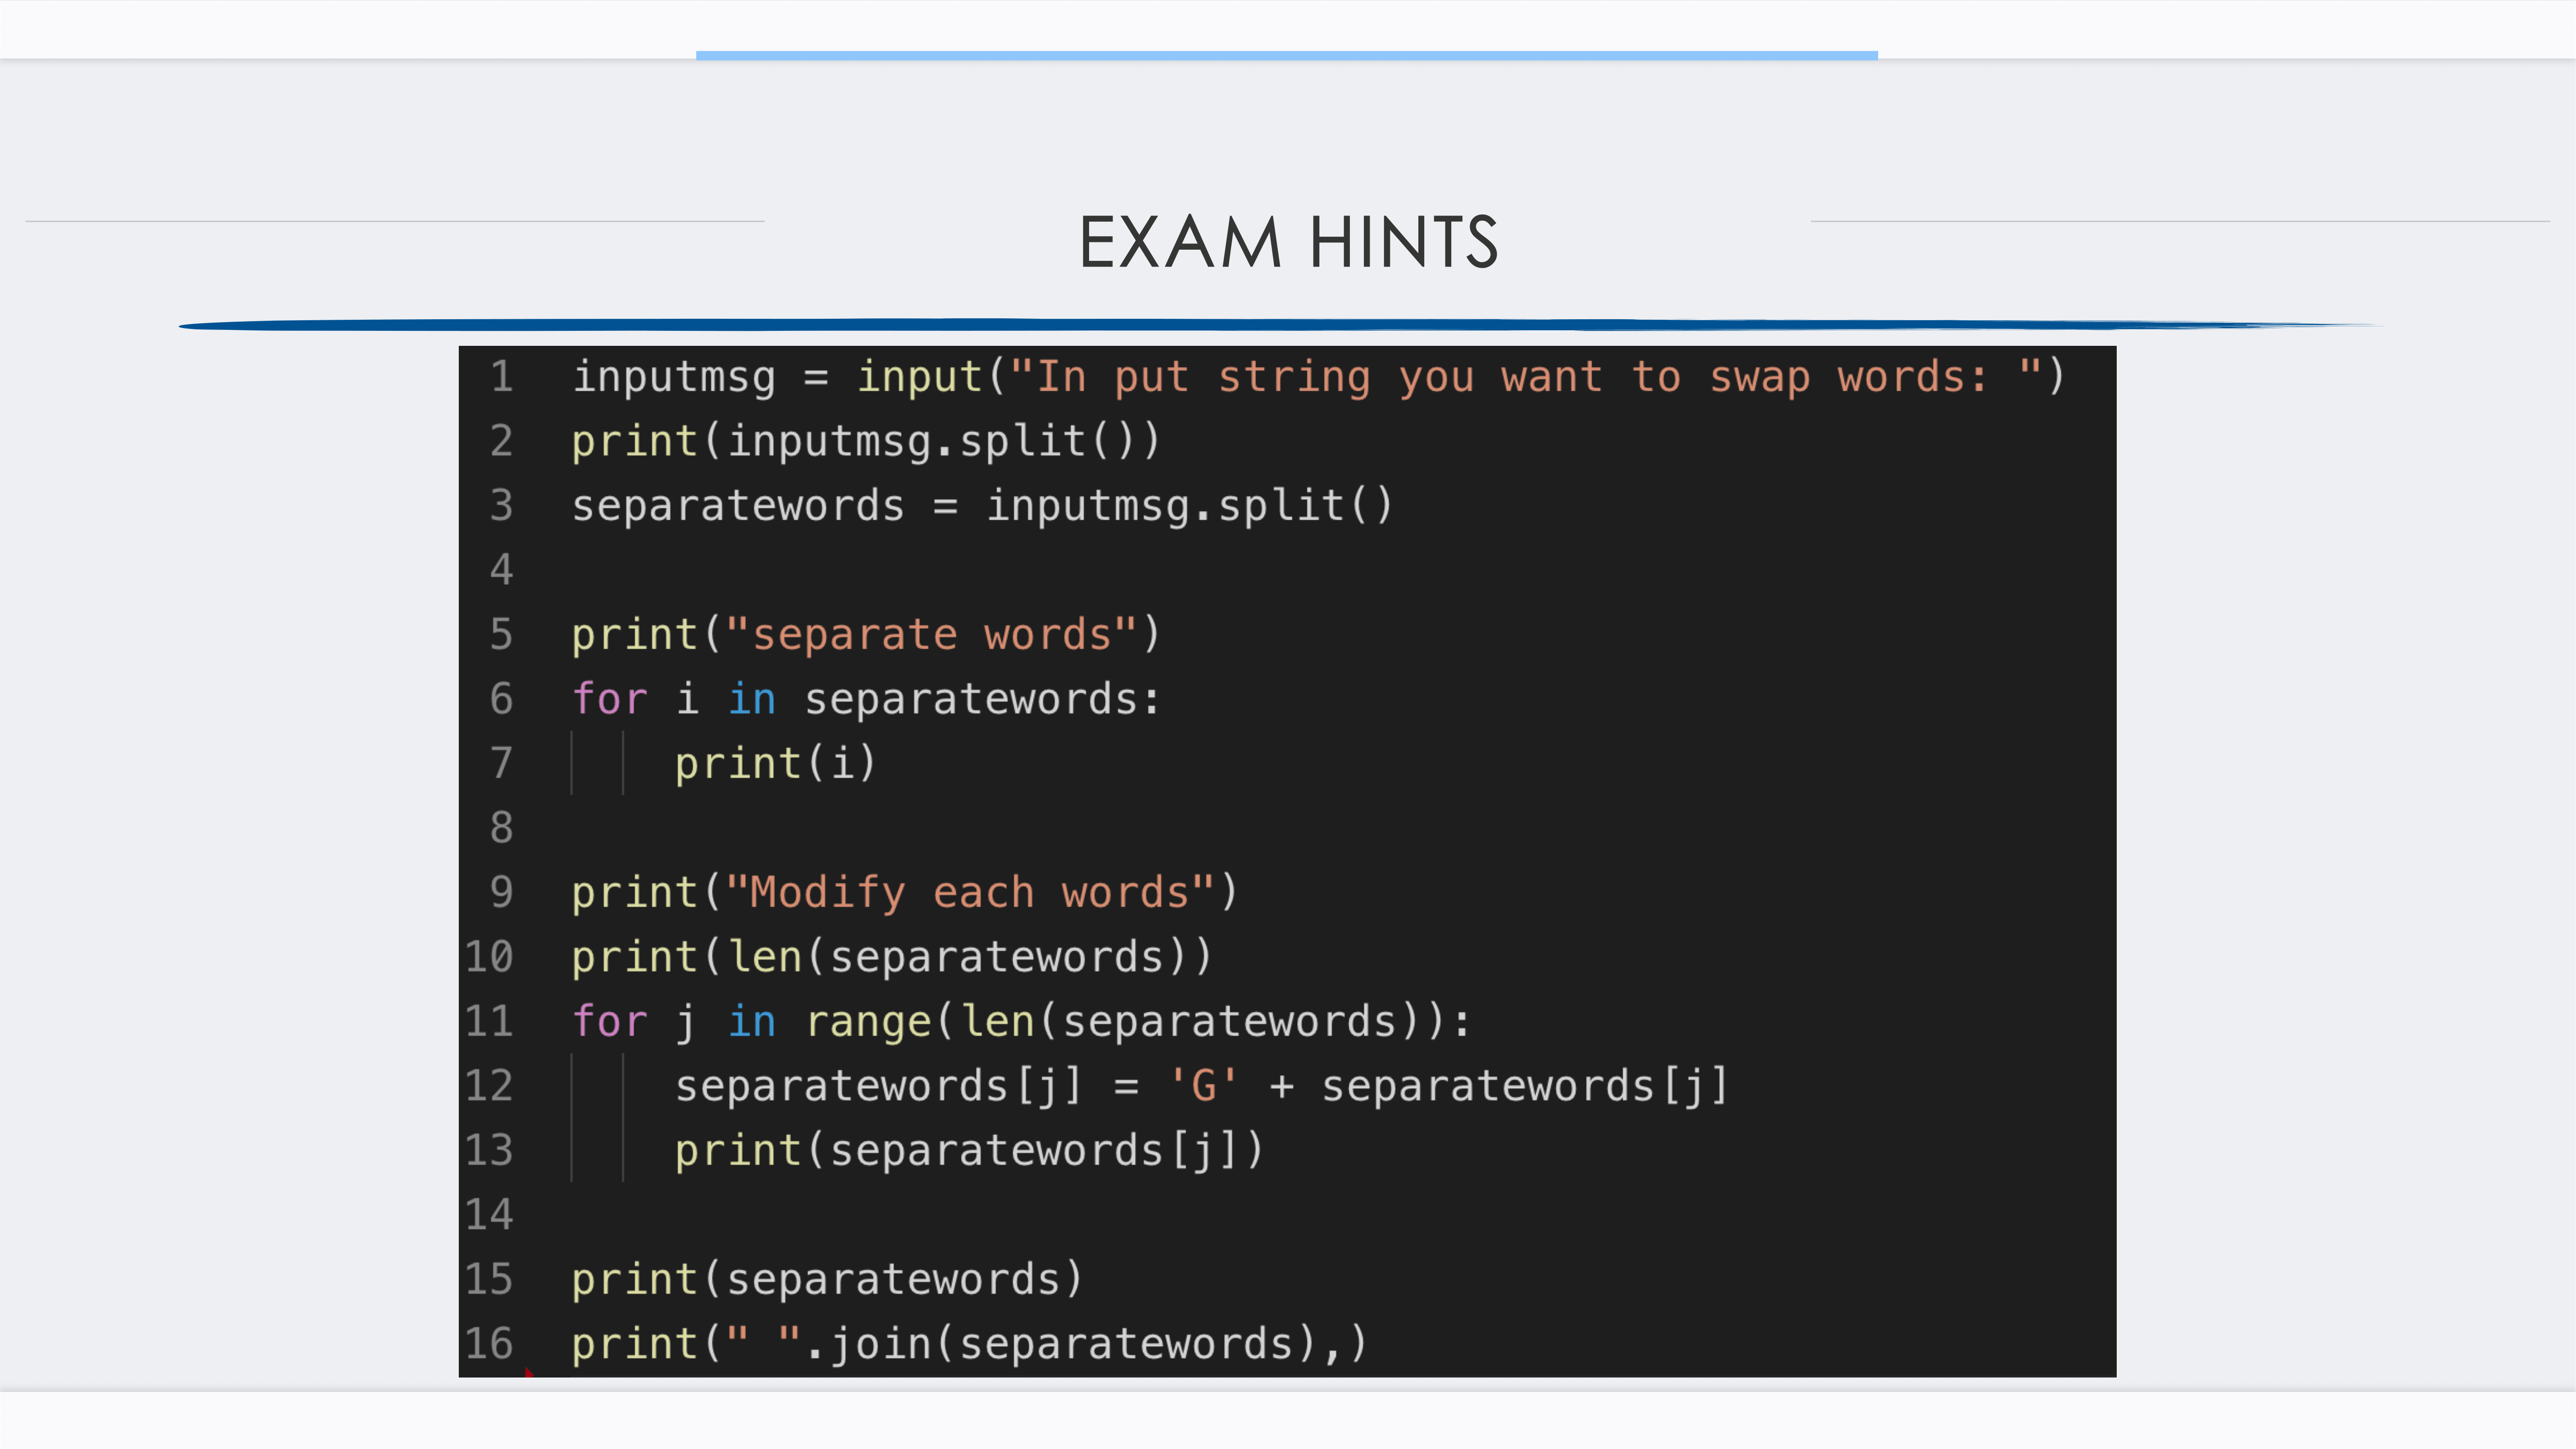 EXAM HINTS
1 inputmsg = input("In put string you want to swap words: ")
2 print(inputmsg.split())
3 separatewords = inputmsg.split()
4
5 print("separate words")
6 for i in separatewords:
7     print(i)
8
9 print("Modify each words")
10 print(len(separatewords))
11 for j in range(len(separatewords)):
12     separatewords[j] = 'G' + separatewords[j]
13     print(separatewords[j])
14
15 print(separatewords)
16 print(" ".join(separatewords),)